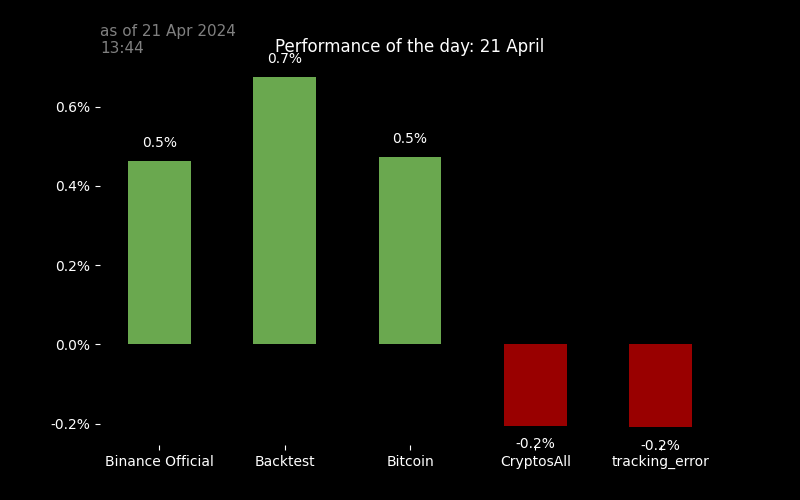 as of 21 Apr 2024
13:44
Performance of the day: 21 April
0.7%
0.6%
0.5%
0.5%
0.4%
0.2%
0.0%
-0.2%
-0.2%
-0.2%
Binance Official
Backtest
Bitcoin
CryptosAll
tracking_error